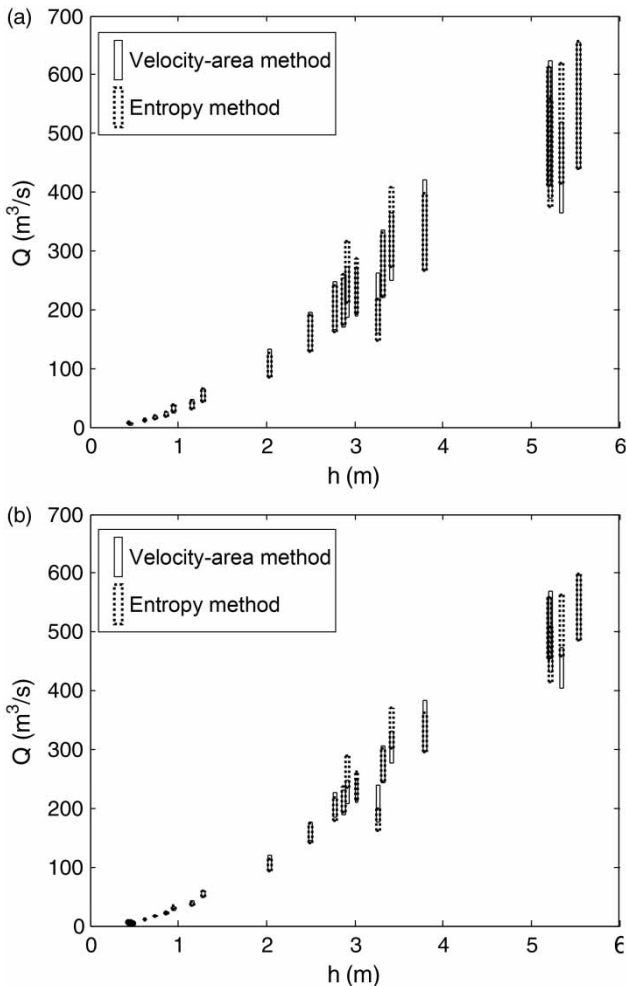 (a)
700
600
500
400
300
200
100
0
Q (m³/s)
Velocity-area method
Entropy method
0 1 2 3 4 5 6
h (m)
(b)
700
600
500
400
300
200
100
0
Q (m³/s)
Velocity-area method
Entropy method
0 1 2 3 4 5 6
h (m)